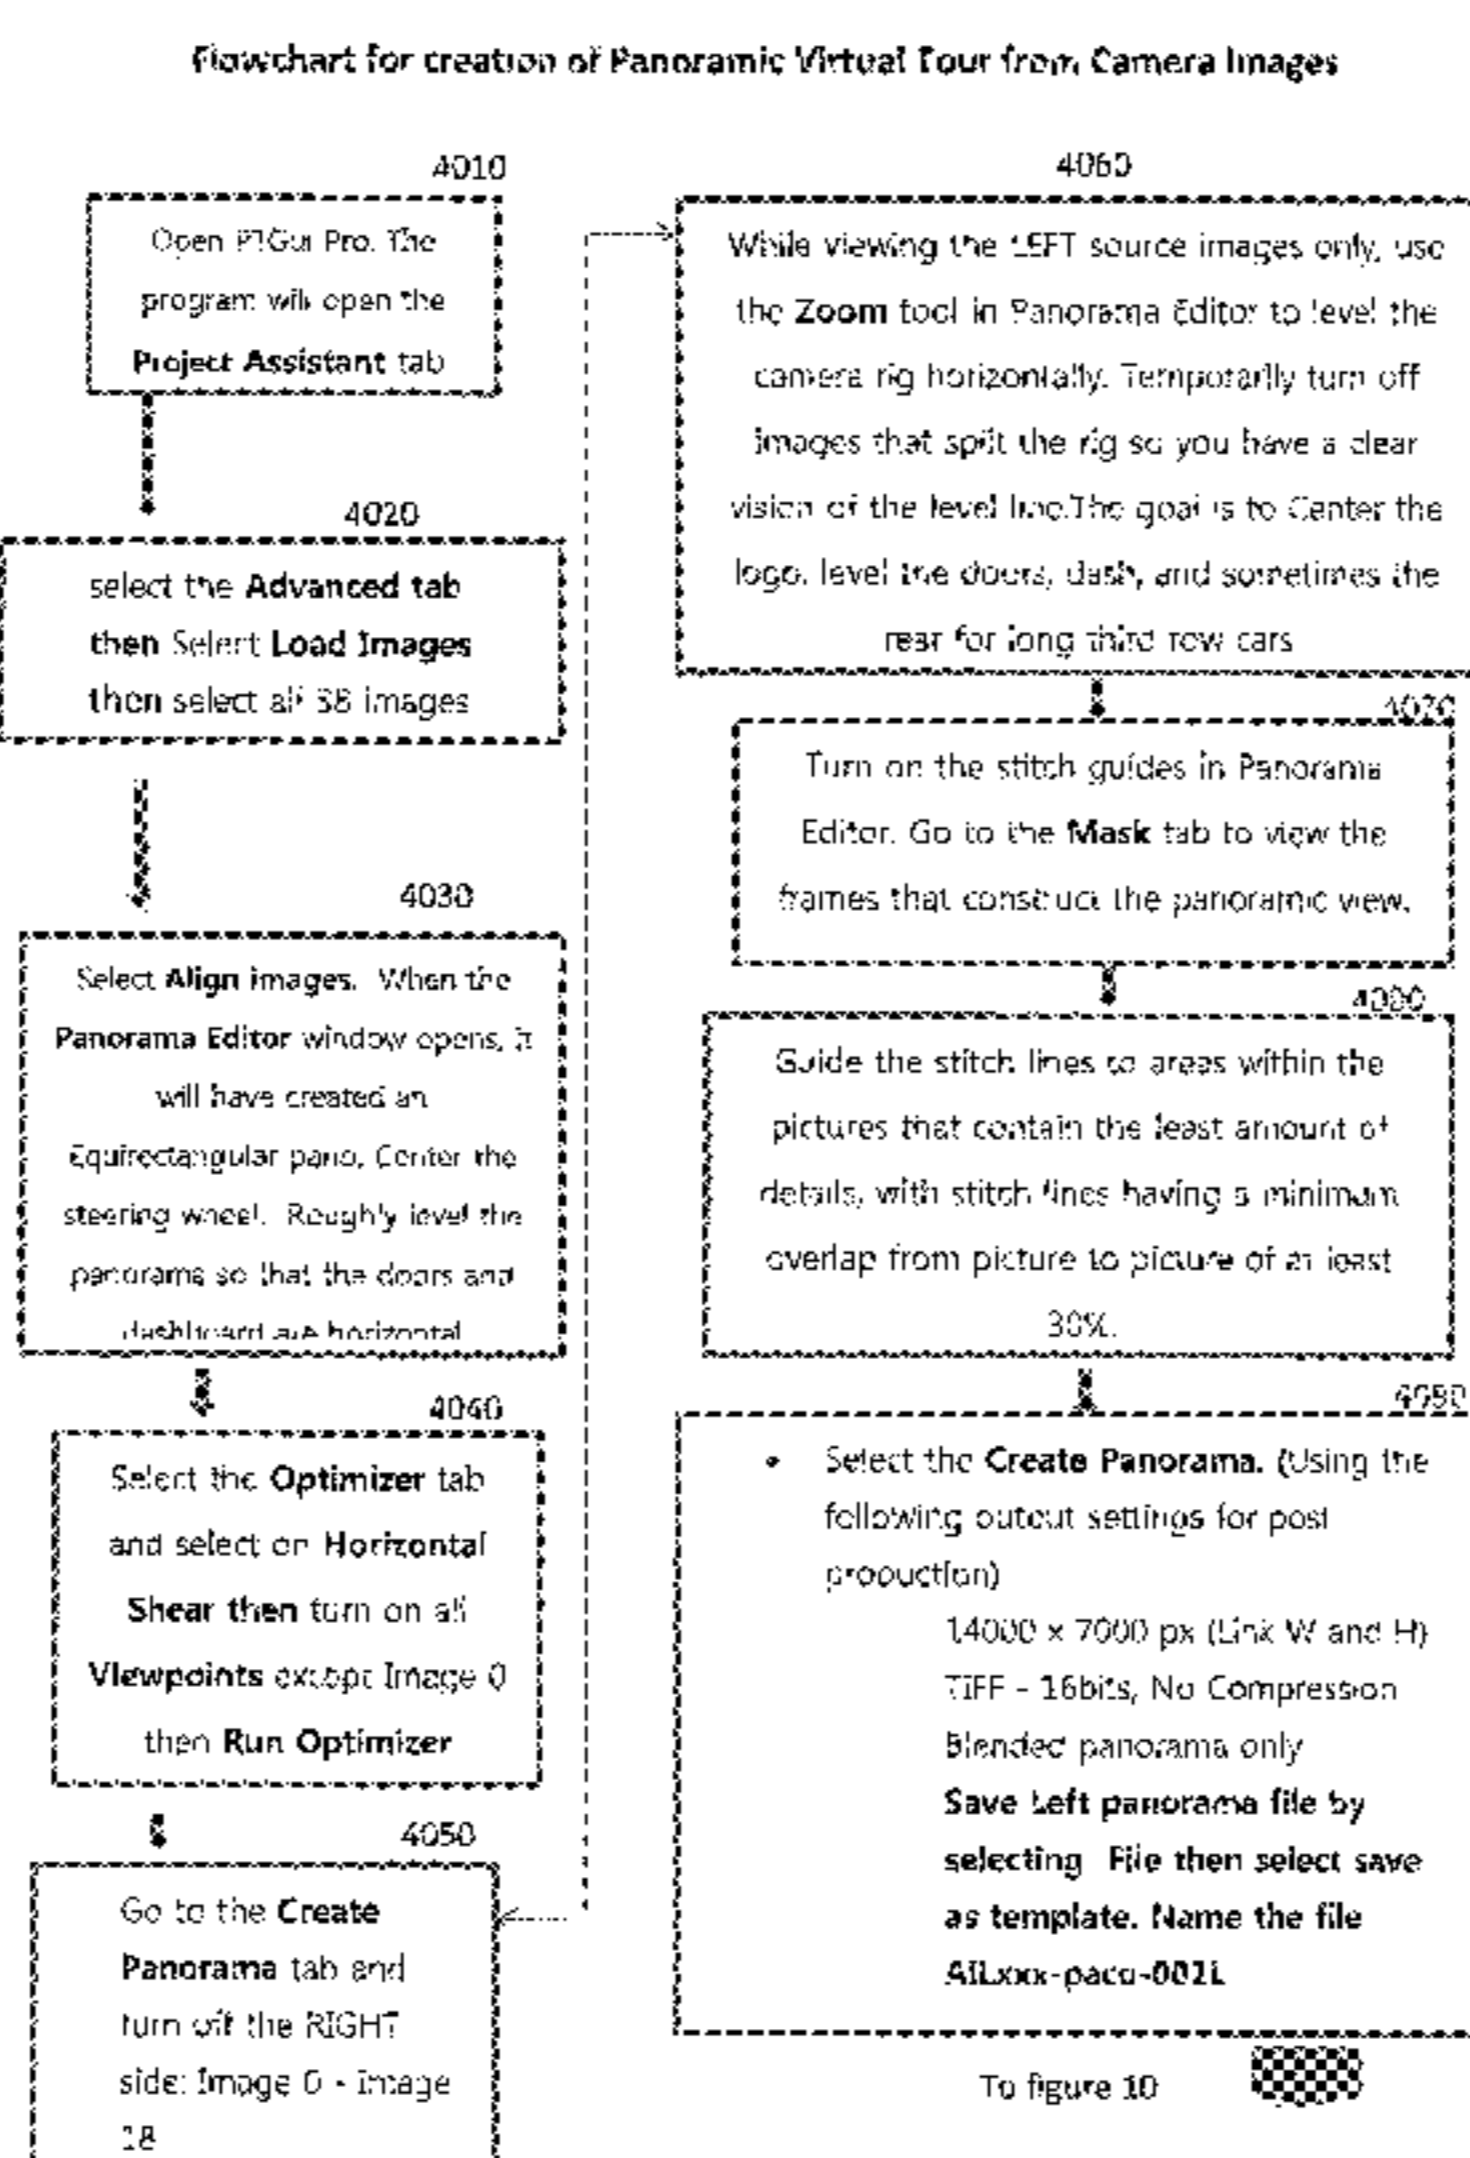 Flowchart for creation of Panoramic Virtual Tour from Camera Images
4010
Open PTGui Pro. The
program will open the
Project Assistant tab
4020
select the Advanced tab
then Select Load Images
then select all 38 images
4030
Select Align images. When the
Panorama Editor window opens, it
will have created an
Equirectangular pano. Center the
steering wheel. Roughly level the
panorama so that the doors and
dashboard are horizontal
4040
Select the Optimizer tab
and select on Horizontal
Shear then turn on all
Viewpoints except Image 0
then Run Optimizer
4050
Go to the Create
Panorama tab and
turn off the RIGHT
side: Image 0 - Image
18
4060
While viewing the LEFT source images only, use
the Zoom tool in Panorama Editor to level the
camera rig horizontally. Temporarily turn off
images that split the rig so you have a clear
vision of the level line.The goal is to Center the
logo, level the doors, dash, and sometimes the
rear for long third row cars
4070
Turn on the stitch guides in Panorama
Editor. Go to the Mask tab to view the
frames that construct the panoramic view.
4080
Guide the stitch lines to areas within the
pictures that contain the least amount of
details, with stitch lines having a minimum
overlap from picture to picture of at least
30%.
4090
• Select the Create Panorama. (Using the
following output settings for post
production)
14000 x 7000 px (Link W and H)
TIFF - 16bits, No Compression
Blended panorama only
Save Left panorama file by
selecting File then select save
as template. Name the file
To figure 10